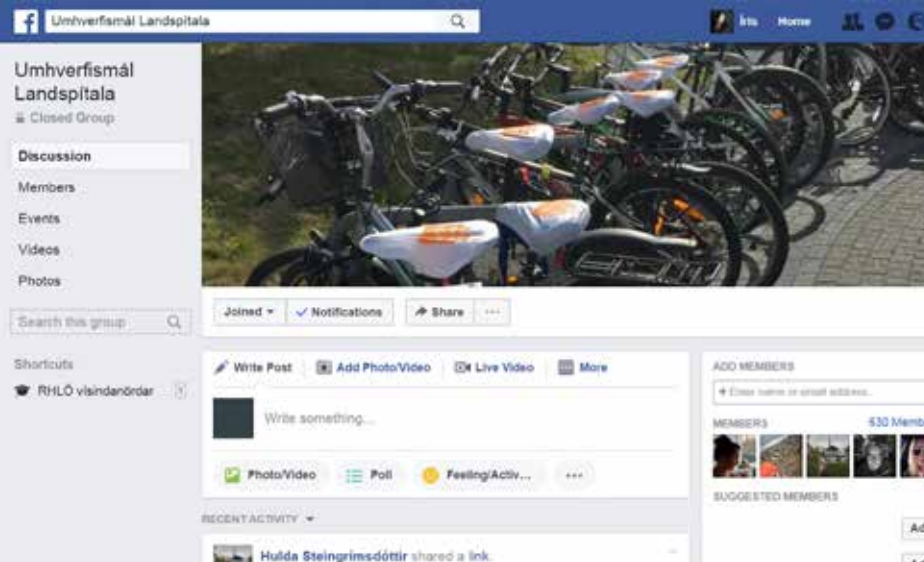 Umhverfismál Landspítala
Íris Home
Umhverfismál
Landspítala
Closed Group
Discussion
Members
Events
Videos
Photos
Search this group
Shortcuts
RHLÖ vísindanördar
Joined
Notifications
Share
Write Post
Add Photo/Video
Live Video
More
Write something...
Photo/Video
Poll
Feeling/Activ...
RECENT ACTIVITY
Hulda Steingrímsdóttir shared a link.
ADD MEMBERS
+ Enter name or email address...
MEMBERS
630 Memb
SUGGESTED MEMBERS
Ad